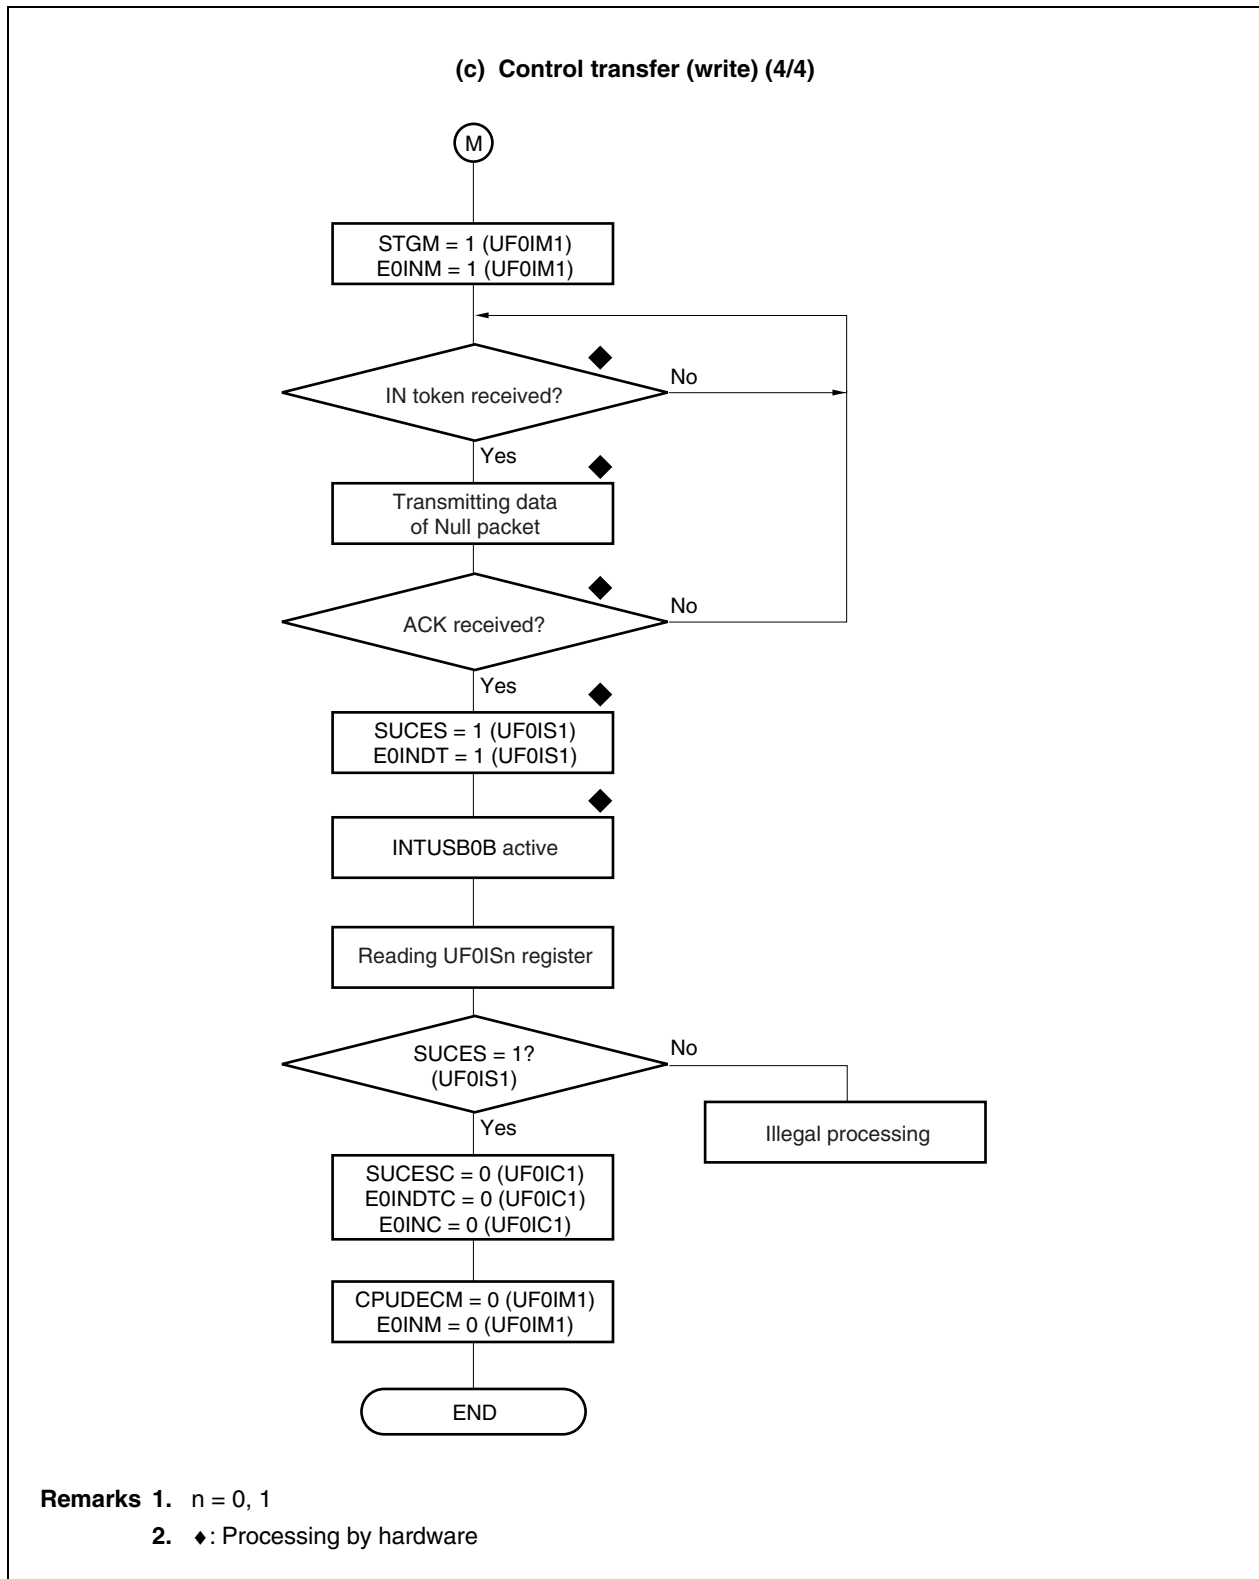 (c) Control transfer (write) (4/4)
M
STGM = 1 (UF0IM1)
E0INM = 1 (UF0IM1)
IN token received?
No
Yes
Transmitting data
of Null packet
ACK received?
No
Yes
SUCES = 1 (UF0IS1)
E0INDT = 1 (UF0IS1)
INTUSB0B active
Reading UF0ISn register
SUCES = 1?
(UF0IS1)
No
Illegal processing
Yes
SUCESC = 0 (UF0IC1)
E0INDTC = 0 (UF0IC1)
E0INC = 0 (UF0IC1)
CPUDECM = 0 (UF0IM1)
E0INM = 0 (UF0IM1)
END
Remarks 1. n = 0, 1
2. ♦: Processing by hardware